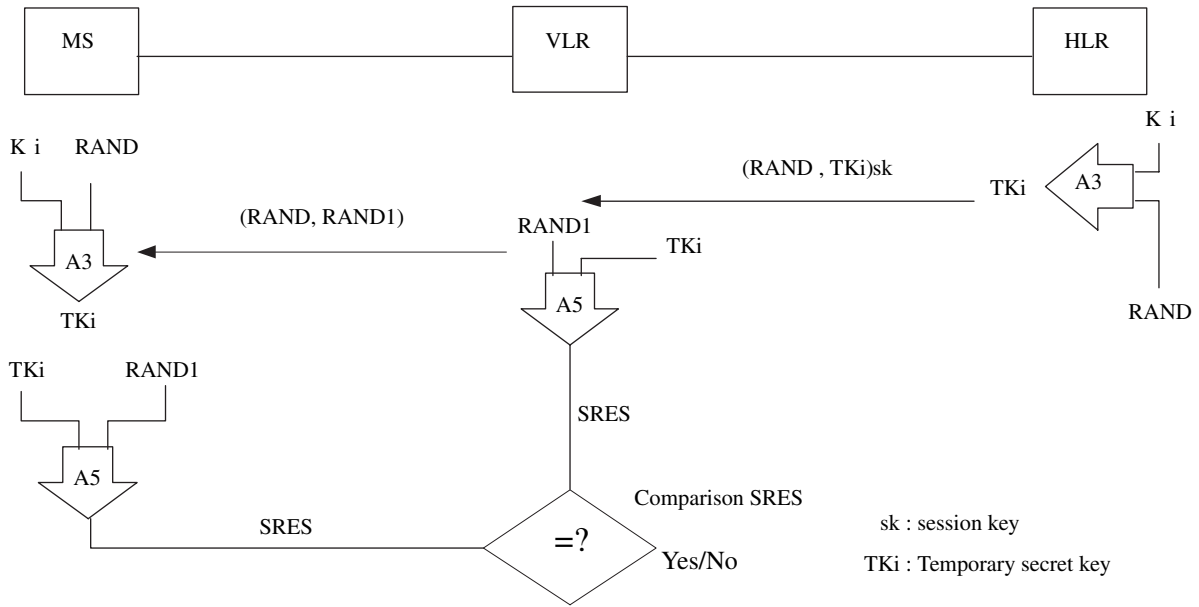 MS
VLR
HLR
K i
K i RAND
(RAND , TKi)sk
TKi
A3
(RAND, RAND1)
RAND1
TKi
A3
A5
TKi
RAND
TKi
RAND1
SRES
A5
Comparison SRES
SRES
=?
Yes/No
sk : session key
TKi : Temporary secret key